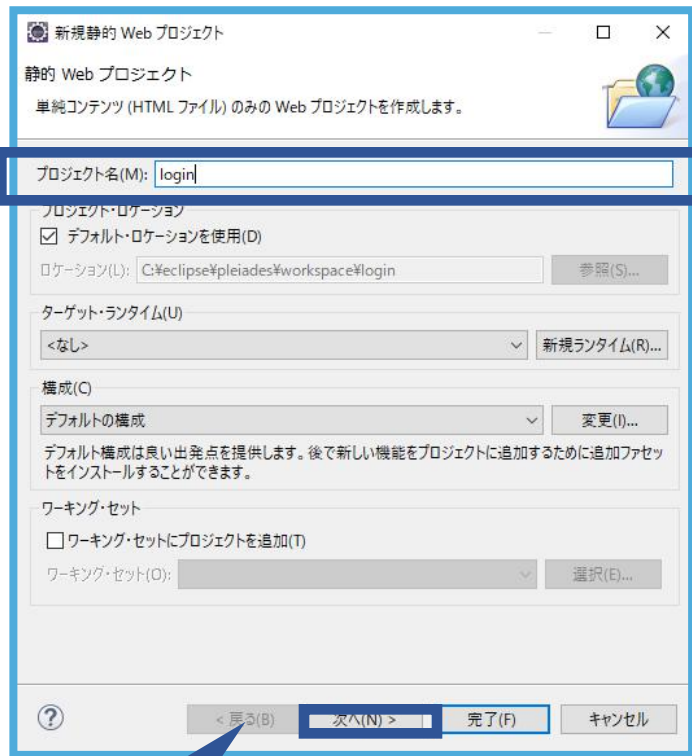 新規静的 Web プロジェクト
静的 Web プロジェクト
単純コンテンツ (HTML ファイル) のみの Web プロジェクトを作成します。
プロジェクト名(M): login
プロジェクト・ロケーション
デフォルト・ロケーションを使用(D)
ロケーション(L): C:¥eclipse¥pleiades¥workspace¥login 参照(S)...
ターゲット・ランタイム(U)
<なし> 新規ランタイム(R)...
構成(C)
デフォルトの構成 変更(I)...
デフォルト構成は良い出発点を提供します。後で新しい機能をプロジェクトに追加するために追加ファセッ
トをインストールすることができます。
ワーキング・セット
ワーキング・セットにプロジェクトを追加(T)
ワーキング・セット(O): 選択(E)...
? < 戻る(B) 次へ(N) > 完了(F) キャンセル